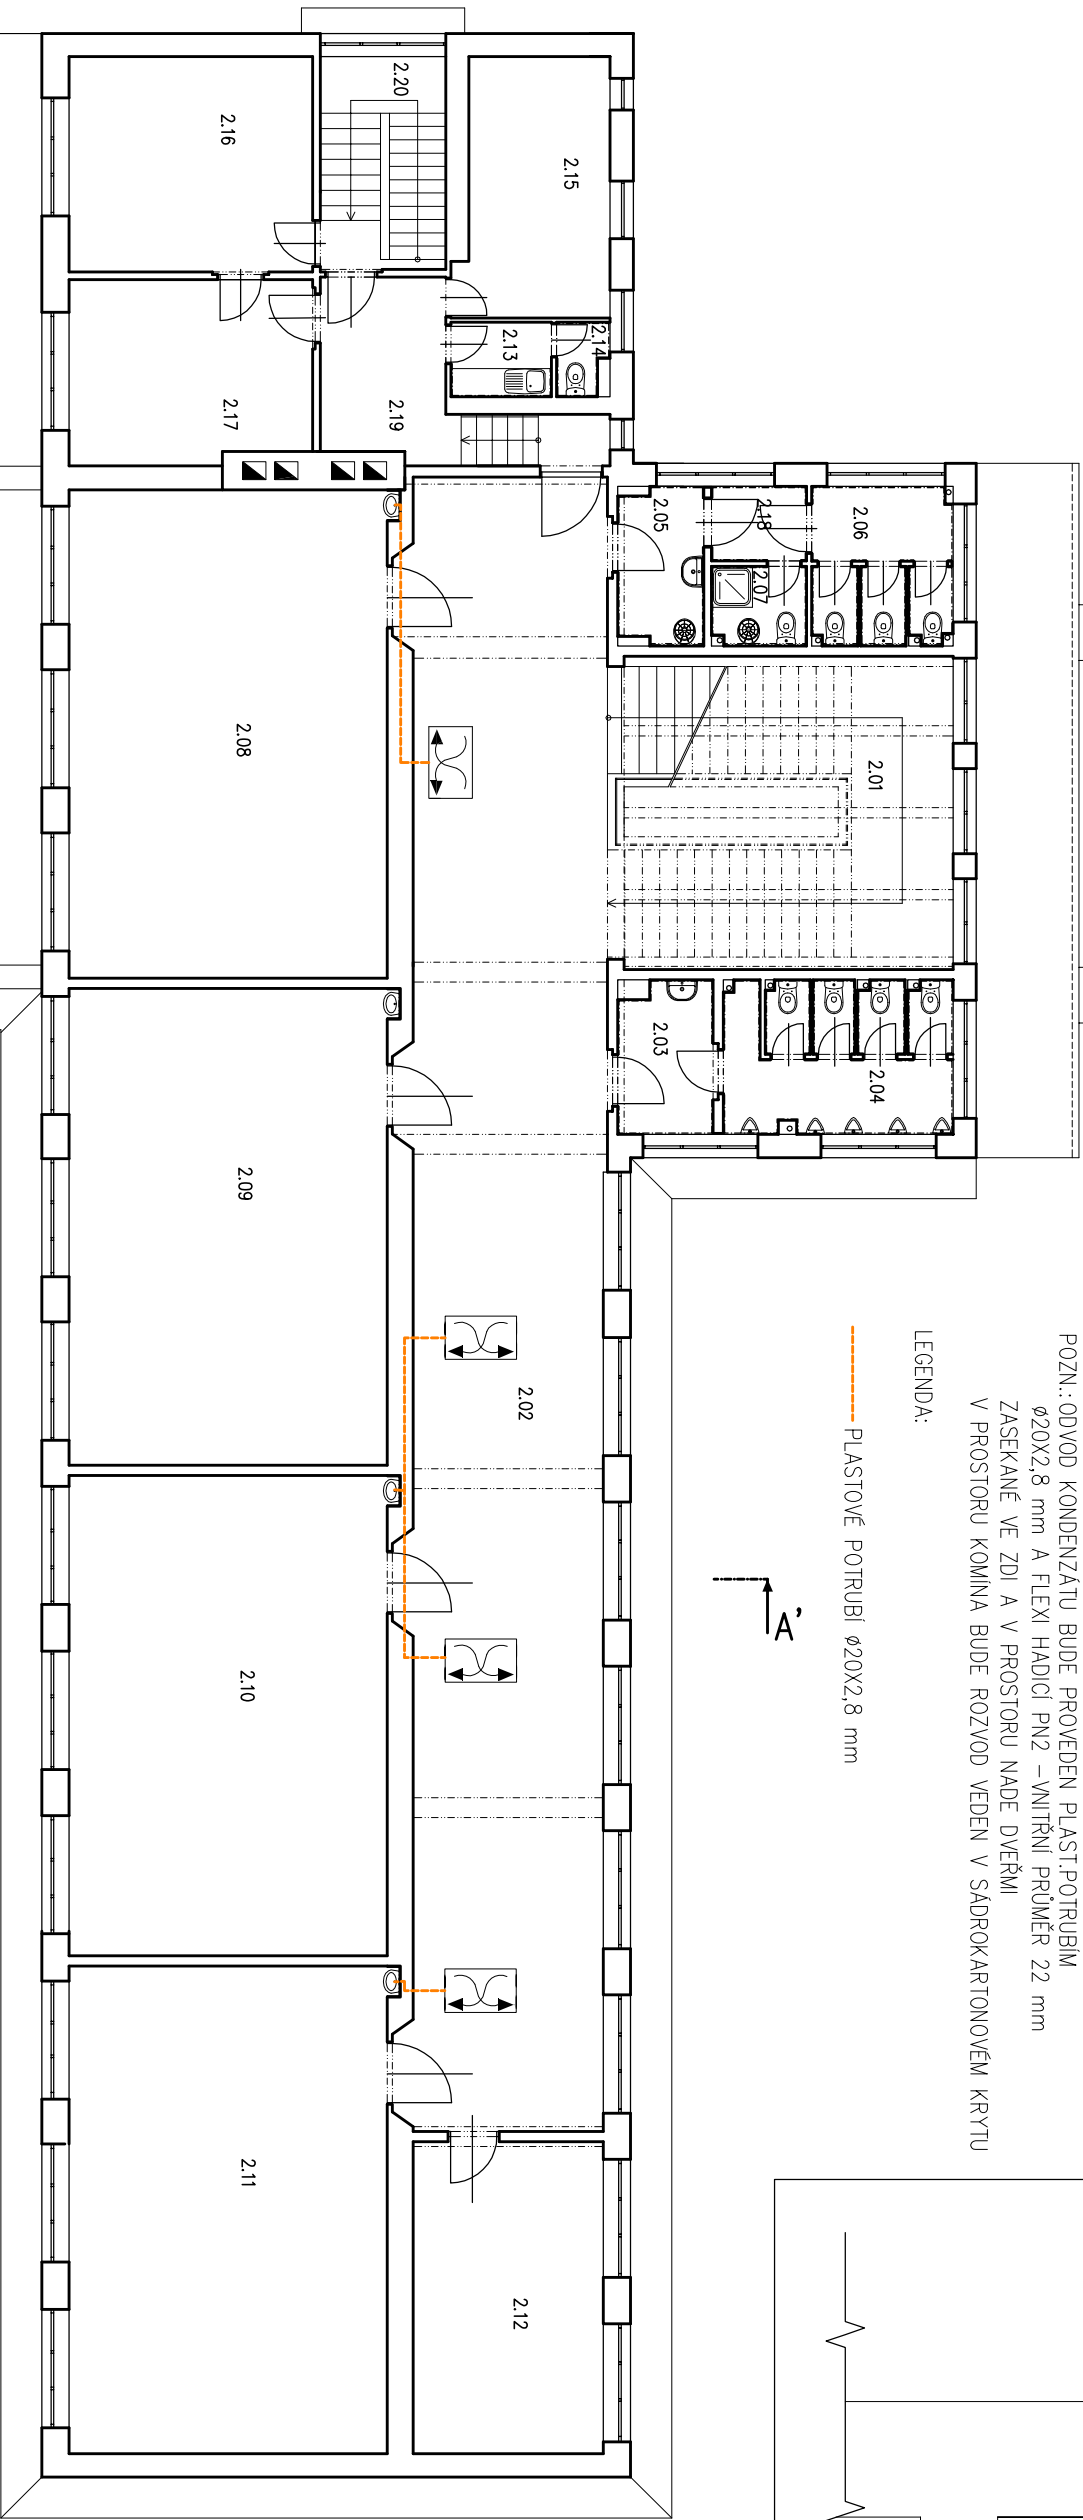 POZN.: ODVOD KONDENZÁTU BUDE PROVEDEN PLAST.POTRUBÍM
Ø20X2,8 mm A FLEXI HADICÍ PN2 –VNITŘNÍ PRŮMĚR 22 mm
ZASEKANÉ VE ZDI A V PROSTORU NADE DVEŘMI
V PROSTORU KOMÍNA BUDE ROZVOD VEDEN V SÁDROKARTONOVÉM KRYTU
LEGENDA:
PLASTOVÉ POTRUBÍ Ø20X2,8 mm
A'
2.20
2.16
2.15
2.14
2.13
2.17
2.19
2.05
2.18
2.06
2.07
2.08
2.01
2.03
2.04
2.09
2.02
2.10
2.11
2.12